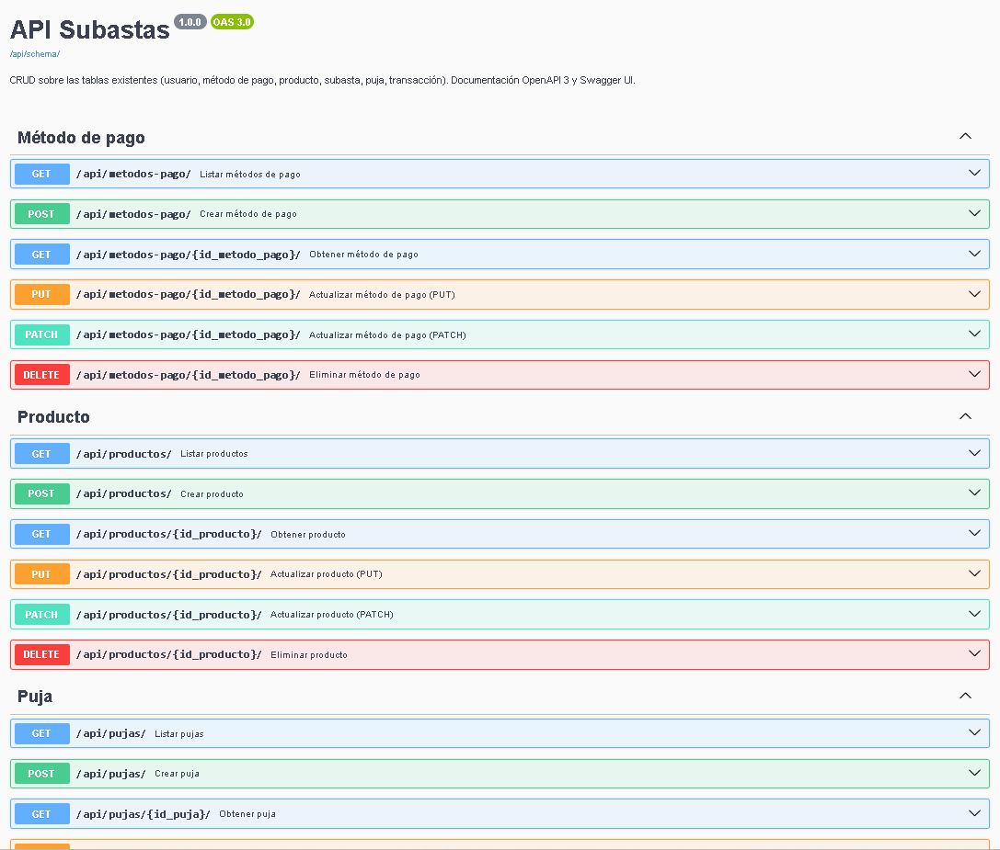 API Subastas 1.0.0 OAS 3.0
/api/schema/
CRUD sobre las tablas existentes (usuario, método de pago, producto, subasta, puja, transacción). Documentación OpenAPI 3 y Swagger UI.
Método de pago
GET /api/metodos-pago/ Listar métodos de pago
POST /api/metodos-pago/ Crear método de pago
GET /api/metodos-pago/{id_metodo_pago}/ Obtener método de pago
PUT /api/metodos-pago/{id_metodo_pago}/ Actualizar método de pago (PUT)
PATCH /api/metodos-pago/{id_metodo_pago}/ Actualizar método de pago (PATCH)
DELETE /api/metodos-pago/{id_metodo_pago}/ Eliminar método de pago
Producto
GET /api/productos/ Listar productos
POST /api/productos/ Crear producto
GET /api/productos/{id_producto}/ Obtener producto
PUT /api/productos/{id_producto}/ Actualizar producto (PUT)
PATCH /api/productos/{id_producto}/ Actualizar producto (PATCH)
DELETE /api/productos/{id_producto}/ Eliminar producto
Puja
GET /api/pujas/ Listar pujas
POST /api/pujas/ Crear puja
GET /api/pujas/{id_puja}/ Obtener puja